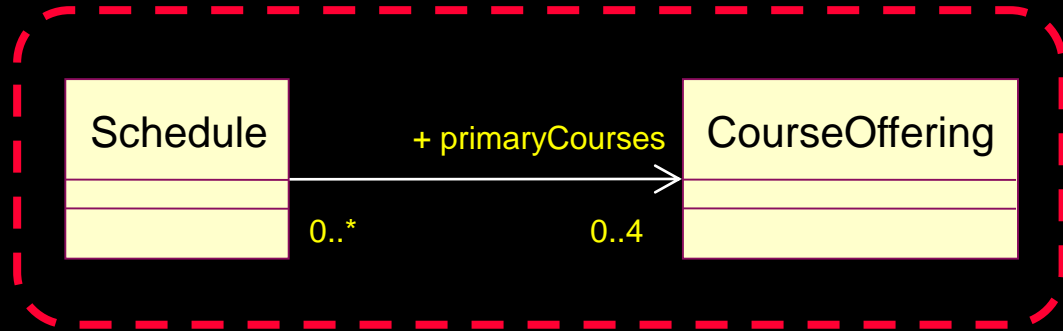 Schedule
+ primaryCourses
CourseOffering
0..*
0..4